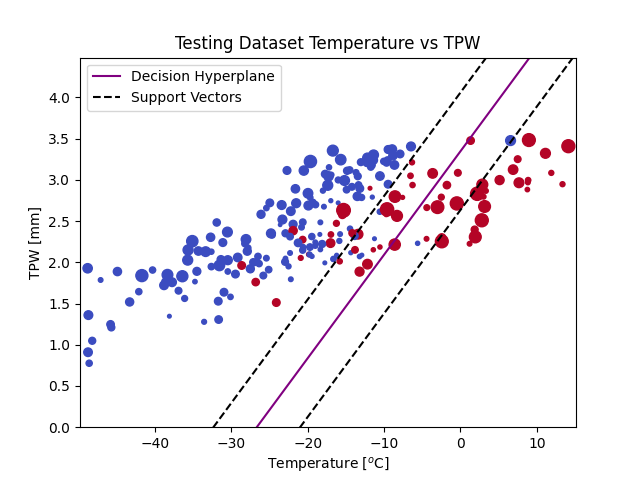 Testing Dataset Temperature vs TPW
Decision Hyperplane
Support Vectors
TPW [mm]
4.0
3.5
3.0
2.5
2.0
1.5
1.0
0.5
0.0
−40 −30 −20 −10 0 10
Temperature [°C]